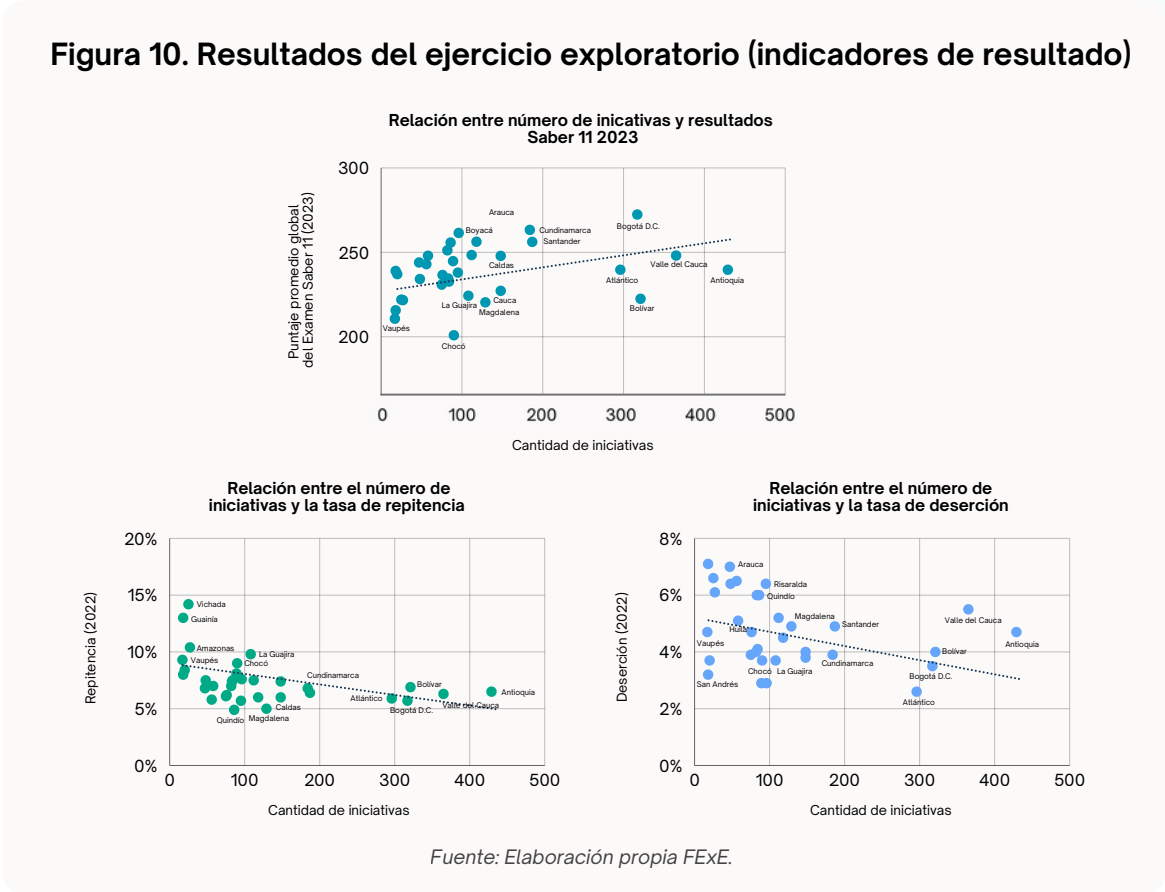 Figura 10. Resultados del ejercicio exploratorio (indicadores de resultado)
Relación entre número de inicativas y resultados
Saber 11 2023
Puntaje promedio global
del Examen Saber 11 (2023)
300
250
200
Arauca
Boyacá
Cundinamarca
Santander
Bogotá D.C.
Caldas
Valle del Cauca
Atlántico
Antioquia
La Guajira
Cauca
Magdalena
Bolívar
Vaupés
Chocó
0 100 200 300 400 500
Cantidad de iniciativas
Relación entre el número de
iniciativas y la tasa de repitencia
Repitencia (2022)
20%
15%
10%
5%
0%
Vichada
Guainía
Amazonas
La Guajira
Vaupés
Chocó
Cundinamarca
Bolívar
Antioquia
Atlántico
Valle del Cauca
Caldas
Bogotá D.C.
Quindío
Magdalena
0 100 200 300 400 500
Cantidad de iniciativas
Relación entre el número de
iniciativas y la tasa de deserción
Deserción (2022)
8%
6%
4%
2%
0%
Arauca
Risaralda
Quindío
Magdalena
Valle del Cauca
Santander
Huila
Vaupés
Antioquia
Bolívar
Cundinamarca
Chocó
La Guajira
Bogotá D.C.
San Andrés
Atlántico
0 100 200 300 400 500
Cantidad de iniciativas
Fuente: Elaboración propia FExE.